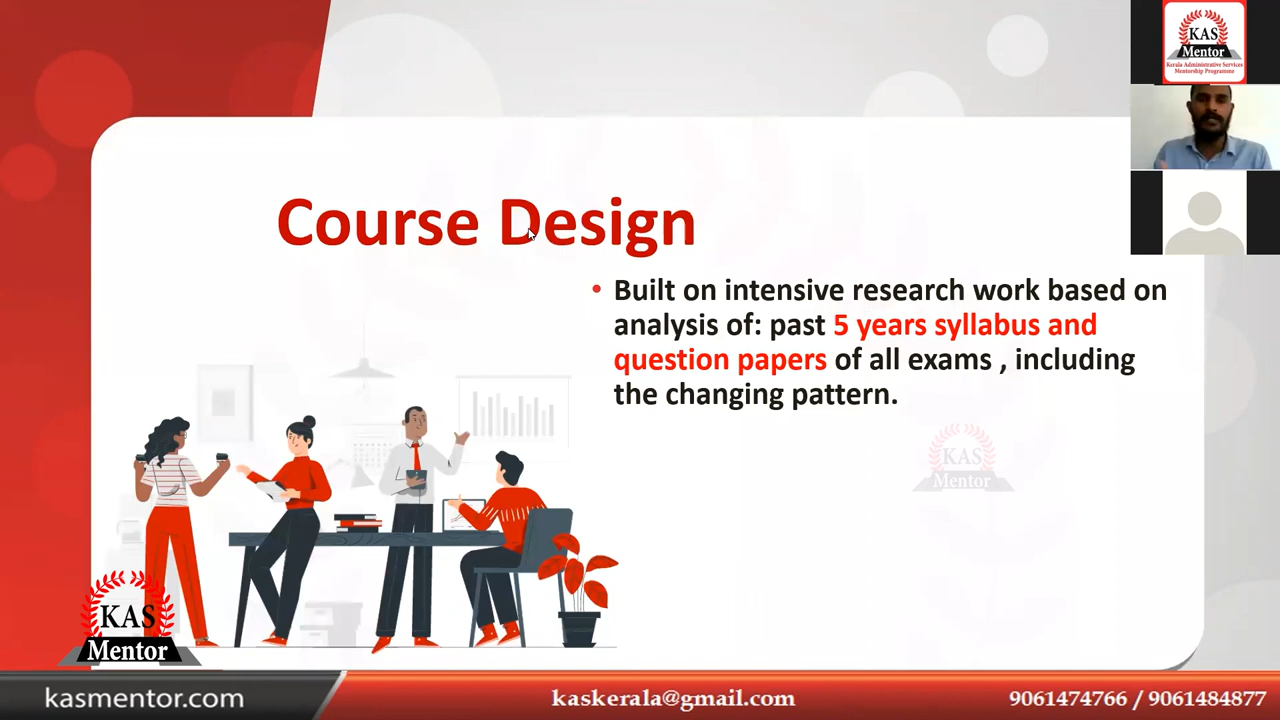 KAS
Mentor
Kerala Administrative Services
Mentorship Programme
Course Design
• Built on intensive research work based on
analysis of: past 5 years syllabus and
question papers of all exams , including
the changing pattern.
KAS
Mentor
KAS
Mentor
kasmentor.com
kaskerala@gmail.com
9061474766 / 9061484877